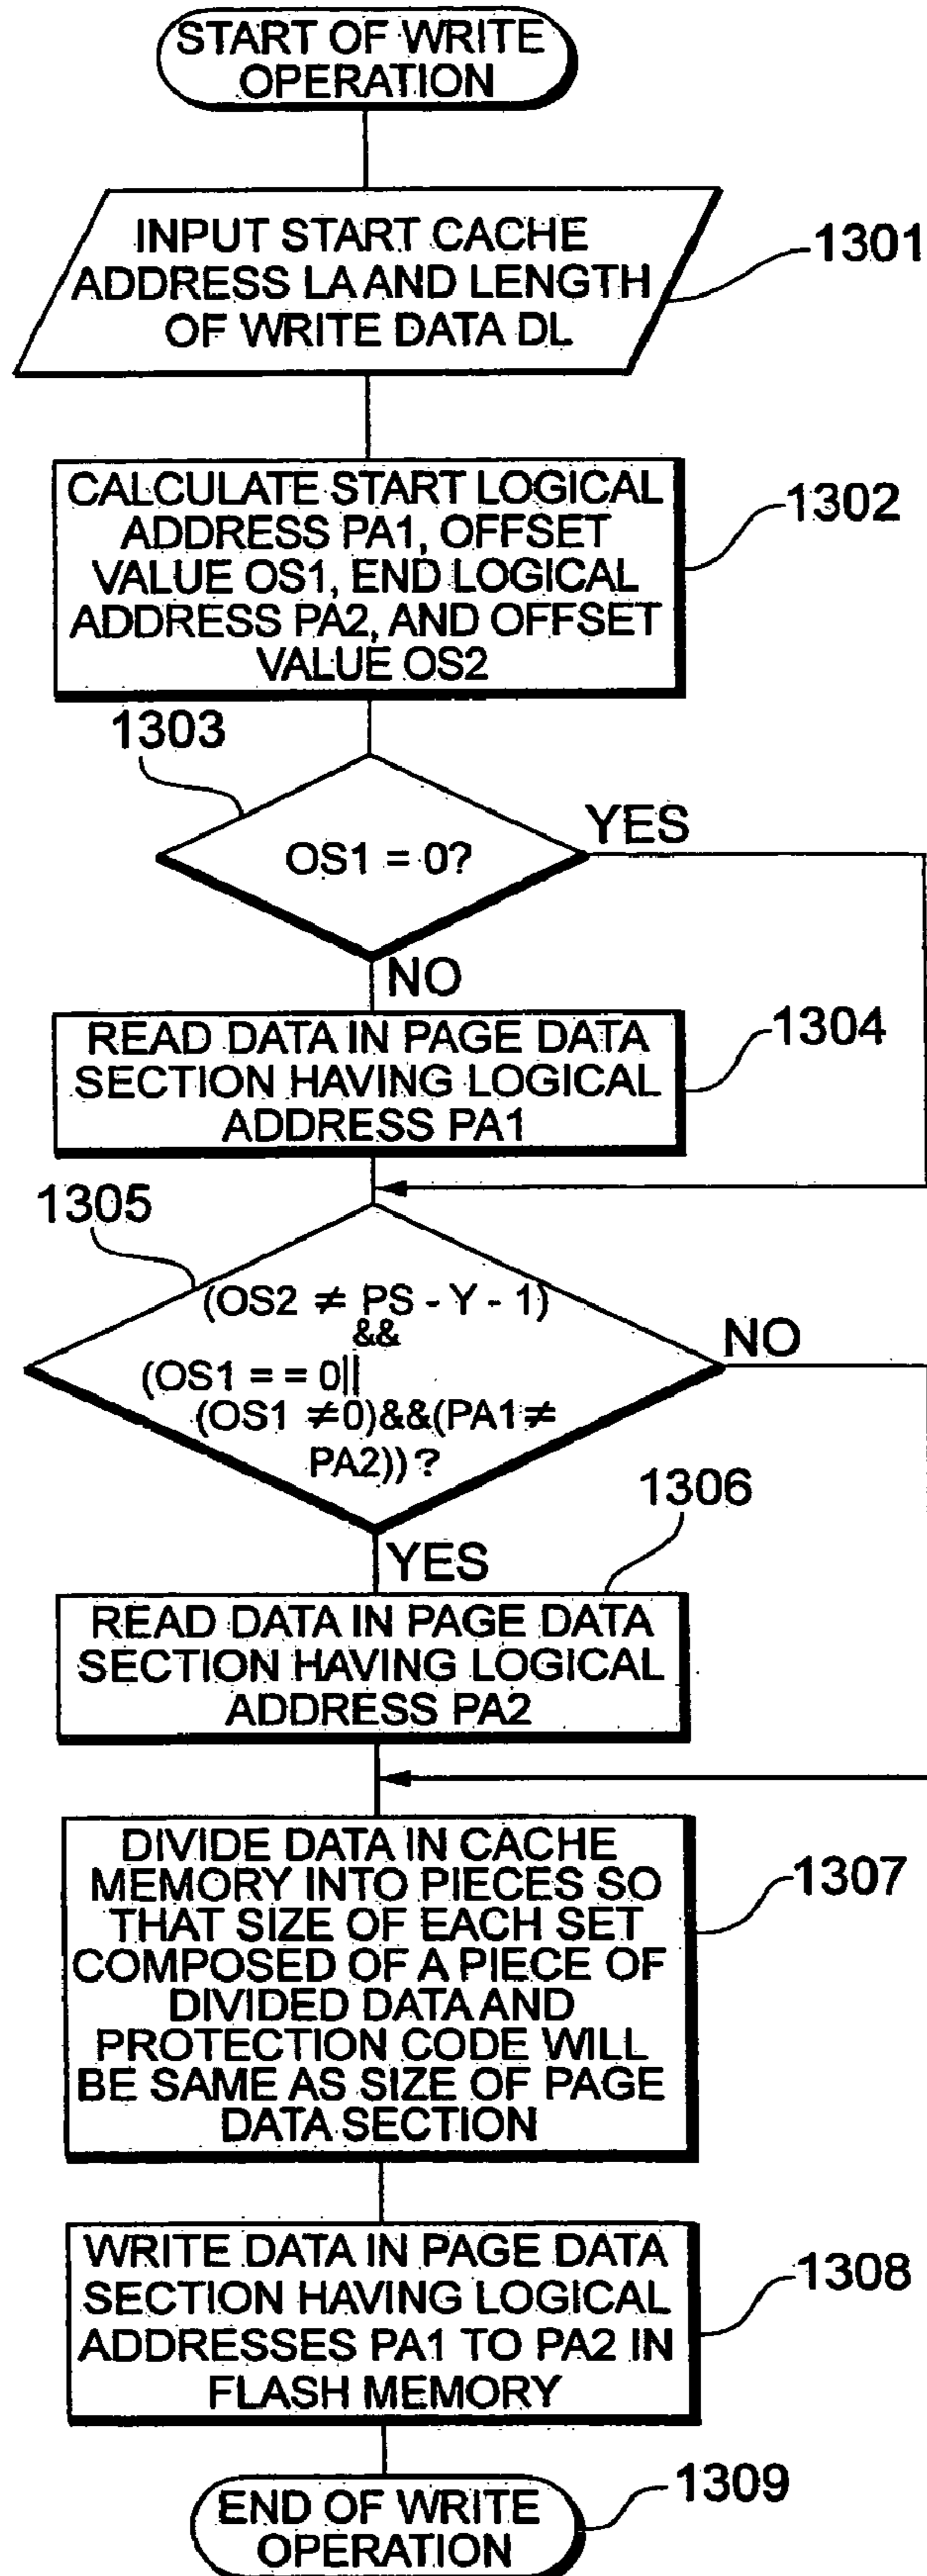 START OF WRITE
OPERATION
INPUT START CACHE
ADDRESS LA AND LENGTH
OF WRITE DATA DL
1301
CALCULATE START LOGICAL
ADDRESS PA1, OFFSET
VALUE OS1, END LOGICAL
ADDRESS PA2, AND OFFSET
VALUE OS2
1302
1303
OS1 = 0?
YES
NO
READ DATA IN PAGE DATA
SECTION HAVING LOGICAL
ADDRESS PA1
1304
1305
(OS2 ≠ PS - Y - 1)
&&
(OS1 = = 0||
(OS1 ≠0)&&(PA1≠
PA2)) ?
NO
YES
1306
READ DATA IN PAGE DATA
SECTION HAVING LOGICAL
ADDRESS PA2
DIVIDE DATA IN CACHE
MEMORY INTO PIECES SO
THAT SIZE OF EACH SET
COMPOSED OF A PIECE OF
DIVIDED DATA AND
PROTECTION CODE WILL
BE SAME AS SIZE OF PAGE
DATA SECTION
1307
WRITE DATA IN PAGE DATA
SECTION HAVING LOGICAL
ADDRESSES PA1 TO PA2 IN
FLASH MEMORY
1308
END OF WRITE
OPERATION
1309